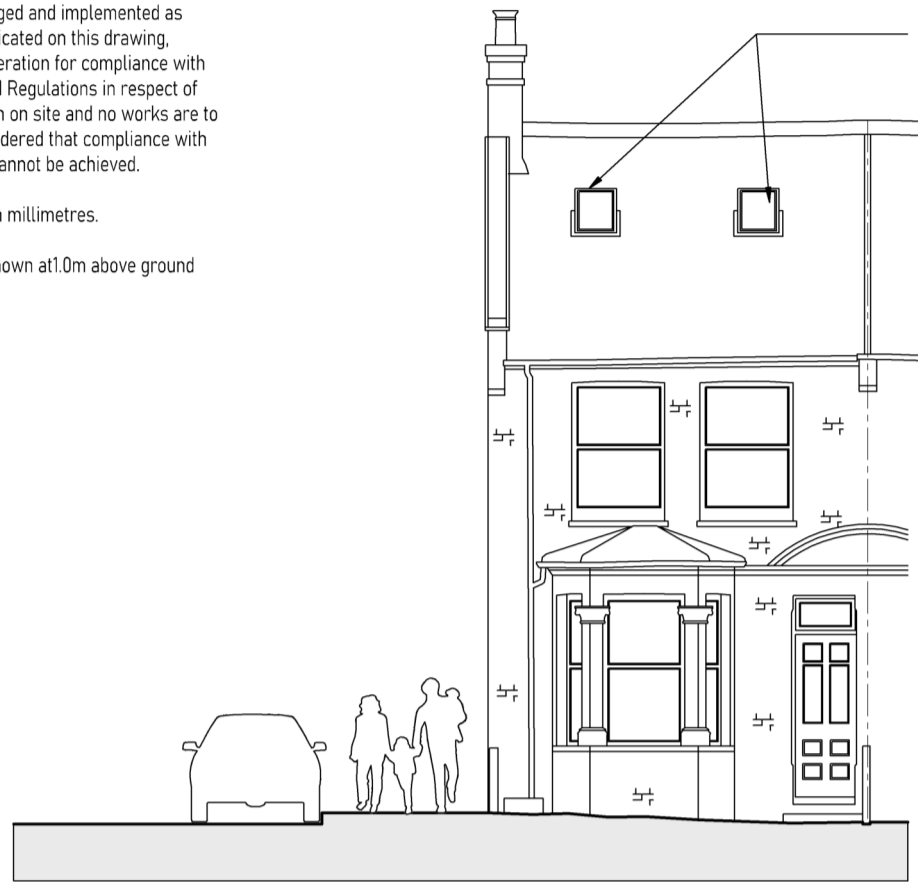 ged and implemented as
icated on this drawing,
eration for compliance with
Regulations in respect of
on site and no works are to
dered that compliance with
annot be achieved.
millimetres.
own at1.0m above ground